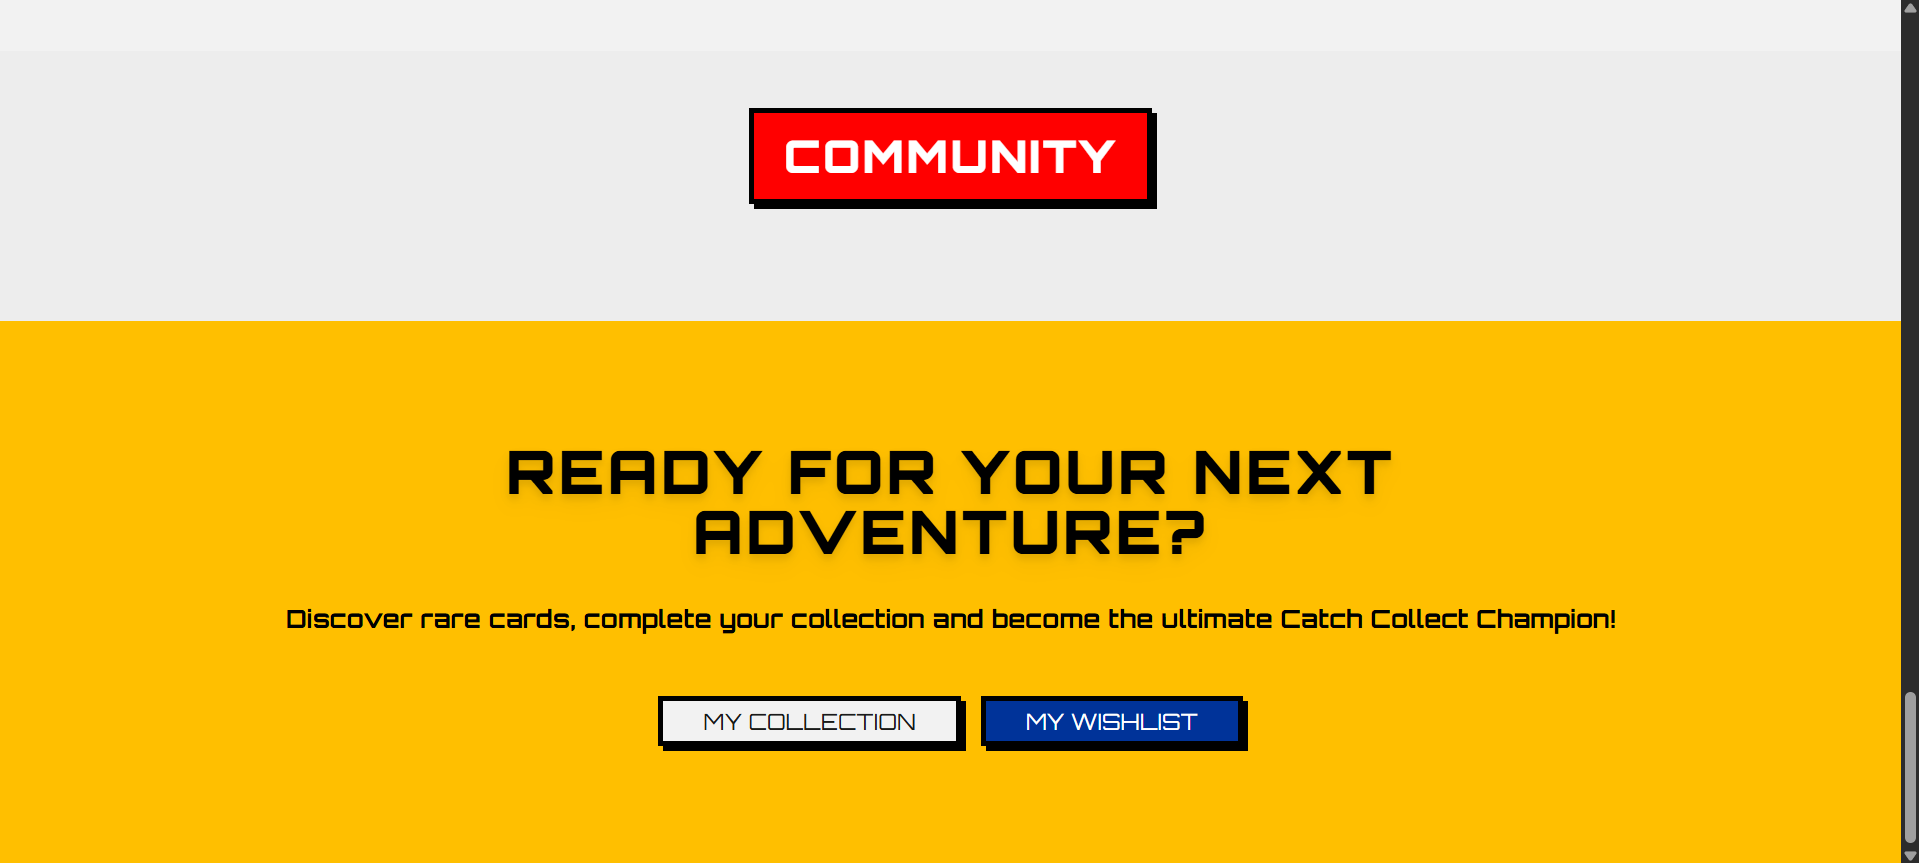 COMMUNITY
READY FOR YOUR NEXT
ADVENTURE?
Discover rare cards, complete your collection and become the ultimate Catch Collect Champion!
MY COLLECTION
MY WISHLIST